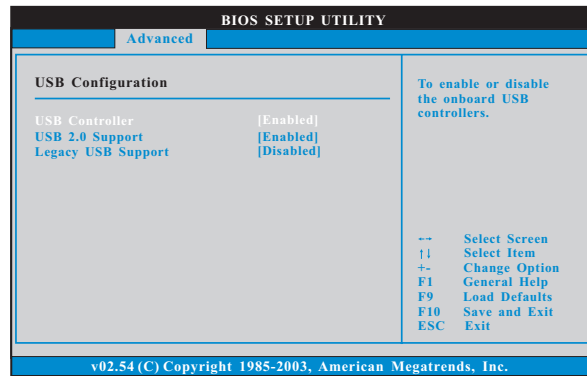 BIOS SETUP UTILITY
Advanced
USB Configuration
USB Controller [Enabled]
USB 2.0 Support [Enabled]
Legacy USB Support [Disabled]
To enable or disable
the onboard USB
controllers.
←→ Select Screen
↑↓ Select Item
+- Change Option
F1 General Help
F9 Load Defaults
F10 Save and Exit
ESC Exit
v02.54 (C) Copyright 1985-2003, American Megatrends, Inc.